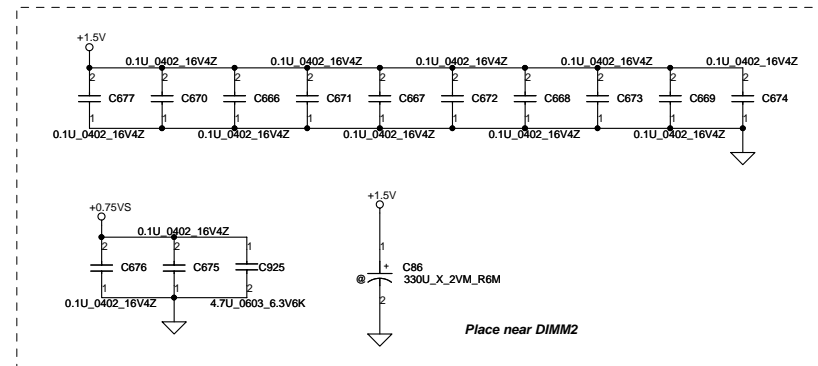 +1.5V
0.1U_0402_16V4Z 0.1U_0402_16V4Z 0.1U_0402_16V4Z 0.1U_0402_16V4Z 0.1U_0402_16V4Z
2 2 2 2 2 2 2 2 2 2
C677 C670 C666 C671 C667 C672 C668 C673 C669 C674
1 1 1 1 1 1 1 1 1 1
0.1U_0402_16V4Z 0.1U_0402_16V4Z 0.1U_0402_16V4Z 0.1U_0402_16V4Z 0.1U_0402_16V4Z
+0.75VS
0.1U_0402_16V4Z
2 2 1
C676 C675 C925
1 1 2
0.1U_0402_16V4Z 4.7U_0603_6.3V6K
+1.5V
1
+ C86
@ 330U_X_2VM_R6M
2
Place near DIMM2